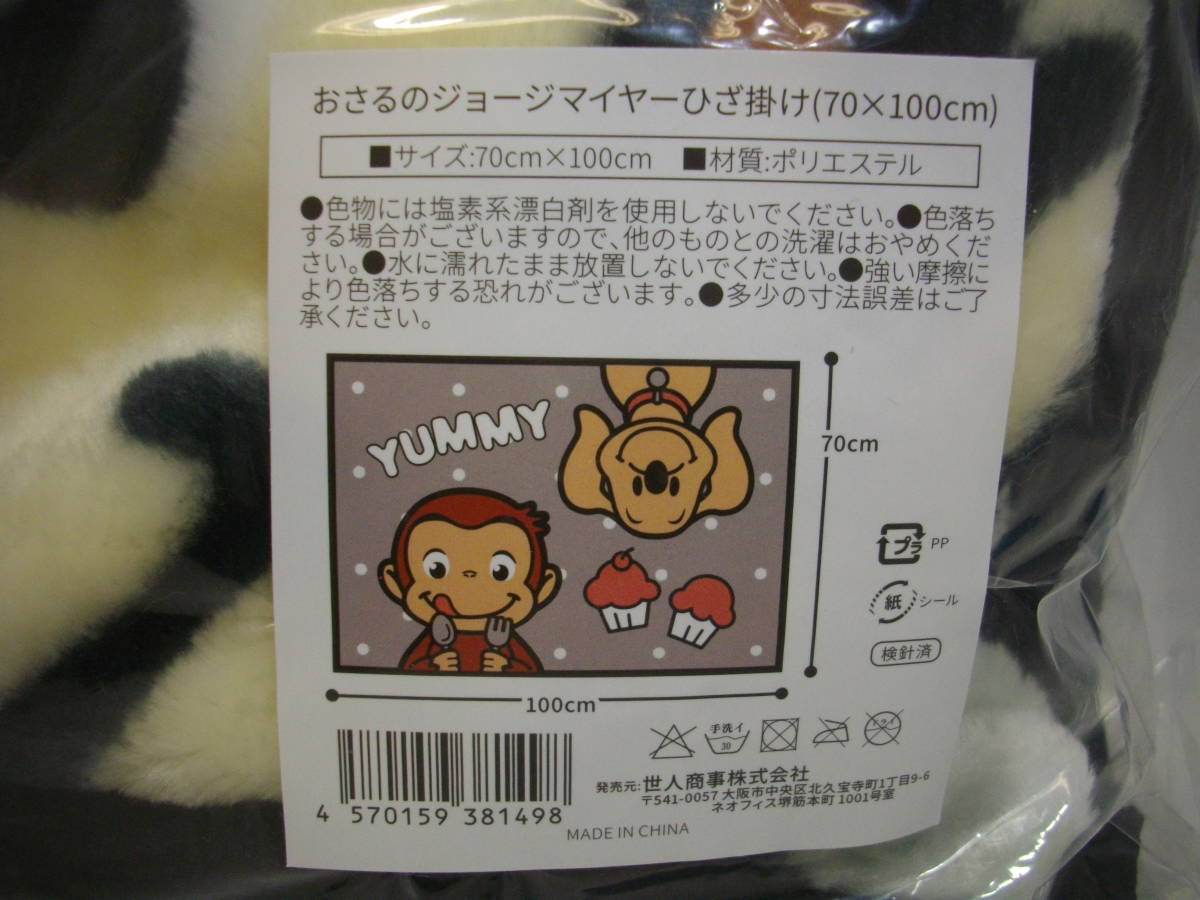 おさるのジョージマイヤーひざ掛け(70×100cm)
■サイズ:70cm×100cm ■材質:ポリエステル
●色物には塩素系漂白剤を使用しないでください。●色落ち
する場合がございますので、他のものとの洗濯はおやめくだ
さい。●水に濡れたまま放置しないでください。●強い摩擦に
より色落ちする恐れがございます。●多少の寸法誤差はご了
承ください。
YUMMY
70cm
プラ PP
紙 シール
検針済
100cm
手洗イ
30
ドライ
発売元:世人商事株式会社
〒541-0057 大阪市中央区北久宝寺町1丁目9-6
ネオフィス堺筋本町 1001号室
4 570159 381498
MADE IN CHINA